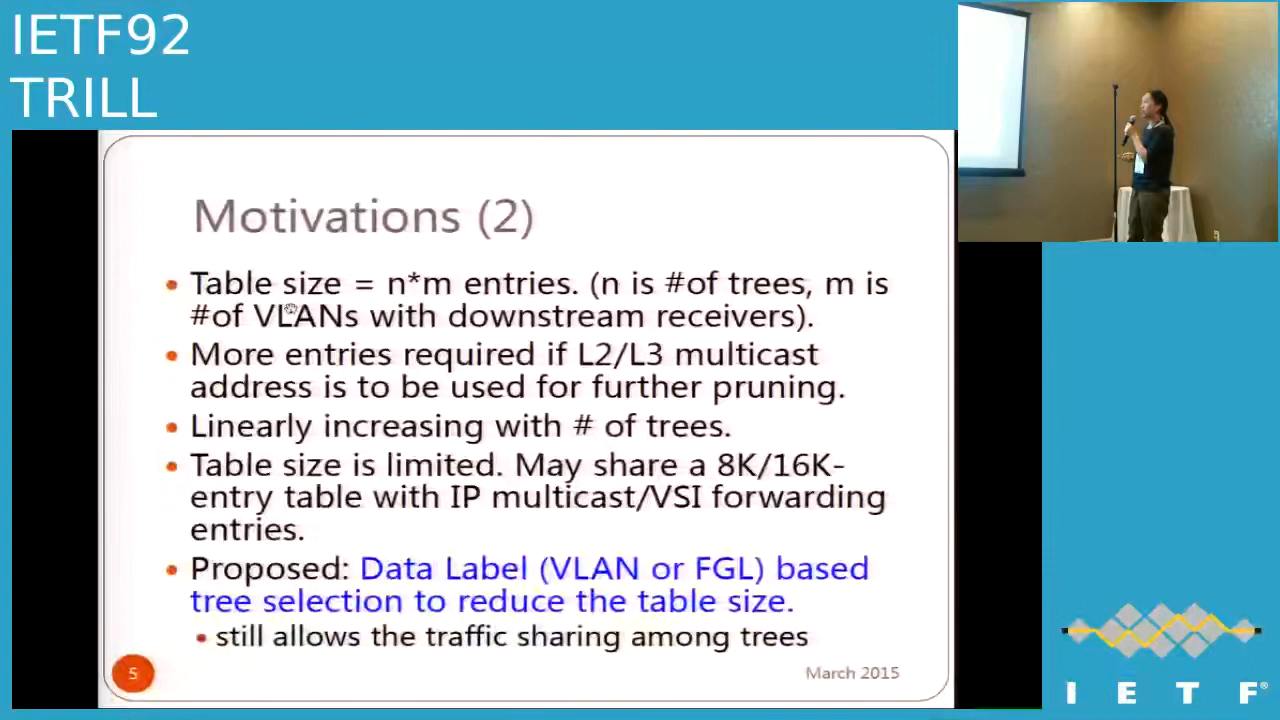 IETF92
TRILL
Motivations (2)
• Table size = n*m entries. (n is #of trees, m is
#of VLANs with downstream receivers).
• More entries required if L2/L3 multicast
address is to be used for further pruning.
• Linearly increasing with # of trees.
• Table size is limited. May share a 8K/16K-
entry table with IP multicast/VSI forwarding
entries.
• Proposed: Data Label (VLAN or FGL) based
tree selection to reduce the table size.
• still allows the traffic sharing among trees
5
March 2015
I E T F®